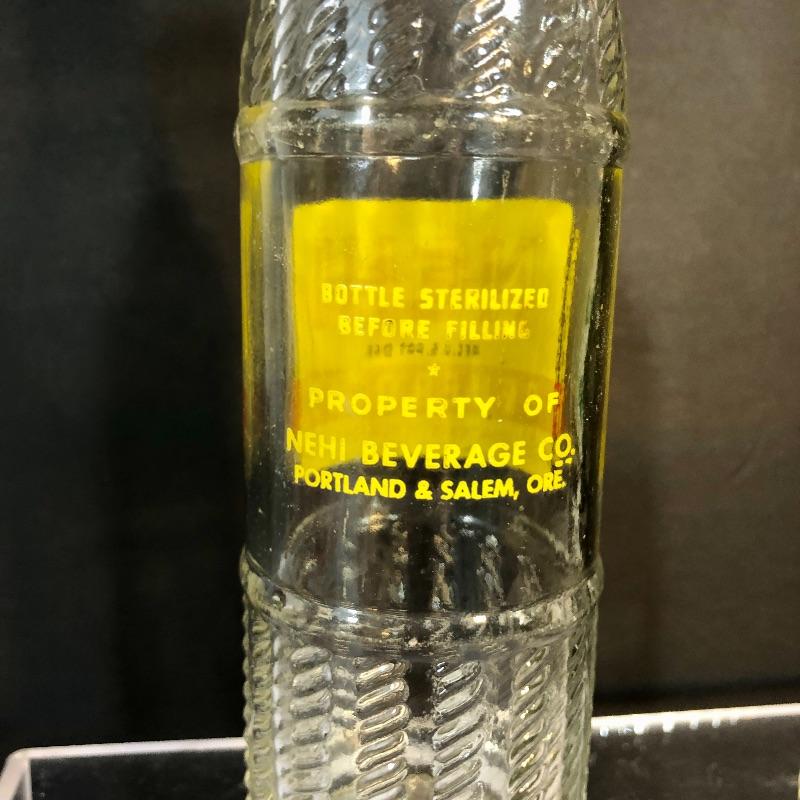 BOTTLE STERILIZED
BEFORE FILLING
PROPERTY OF
NEHI BEVERAGE CO.
PORTLAND & SALEM, ORE.